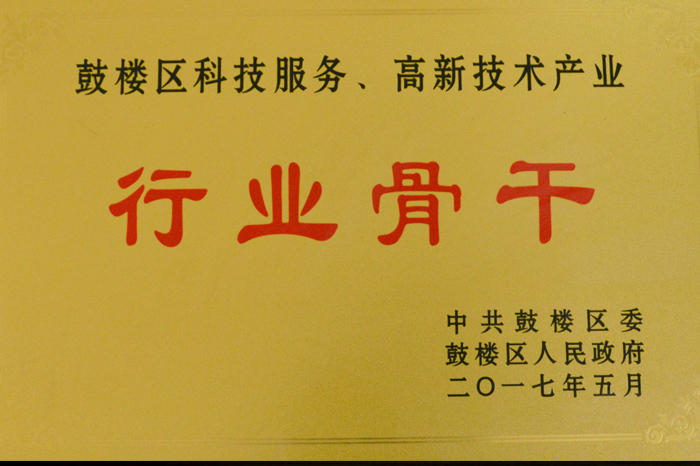 鼓楼区科技服务、高新技术产业
行业骨干
中共鼓楼区委
鼓楼区人民政府
二〇一七年五月